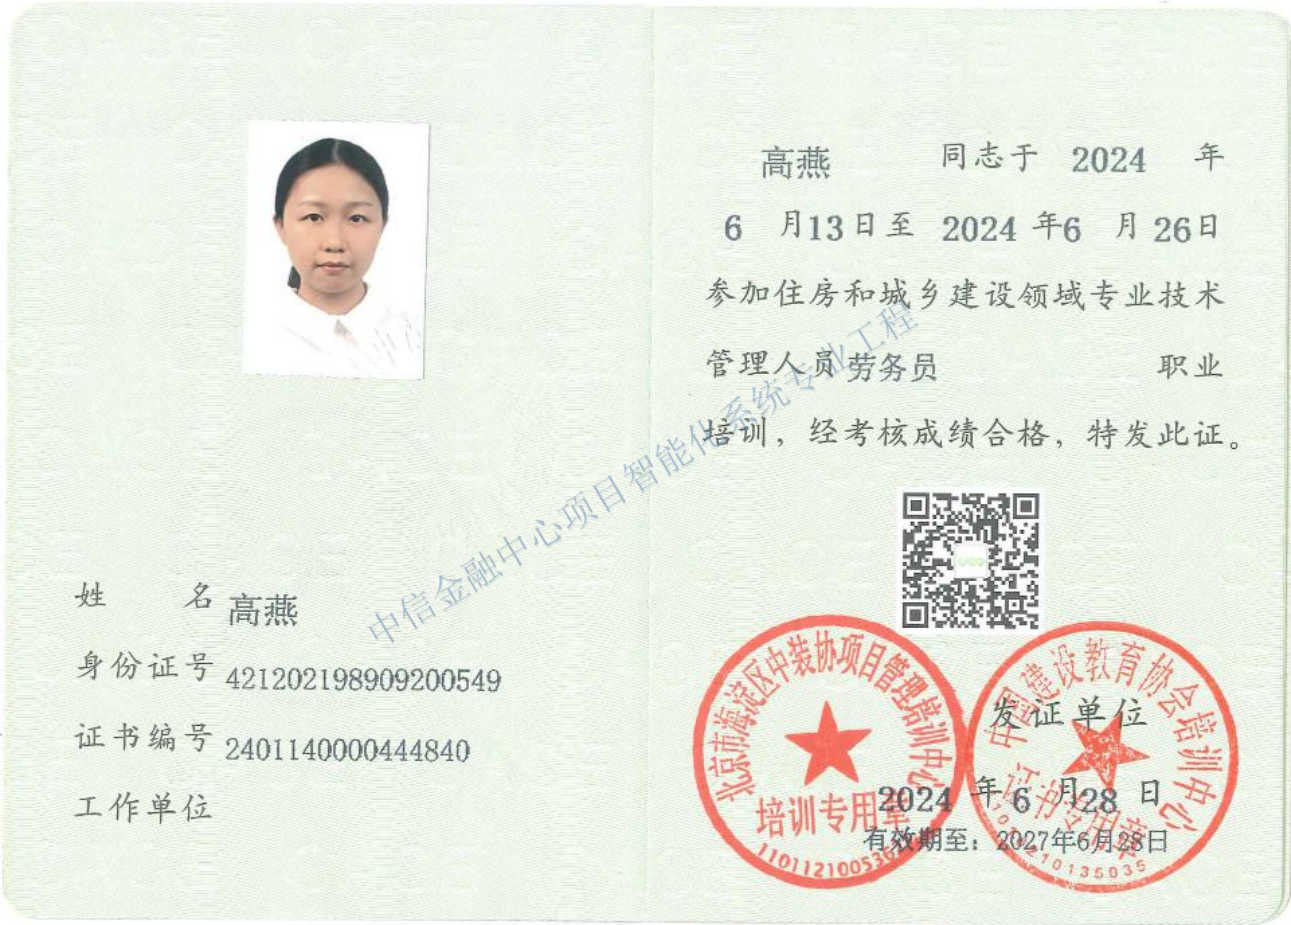 姓 名 高燕
身份证号 421202198909200549
证书编号 2401140000444840
工作单位
高燕 同志于 2024 年
6 月13日至 2024 年6 月 26日
参加住房和城乡建设领域专业技术
管理人员 劳务员 职业
培训，经考核成绩合格，特发此证。
发证单位
2024 年 6 月28 日
有效期至：2027年6月28日
北京市海淀区中装协项目管理培训中心
培训专用章
中国建设教育协会培训中心
证书专用章
中信金融中心项目智能化系统专业工程